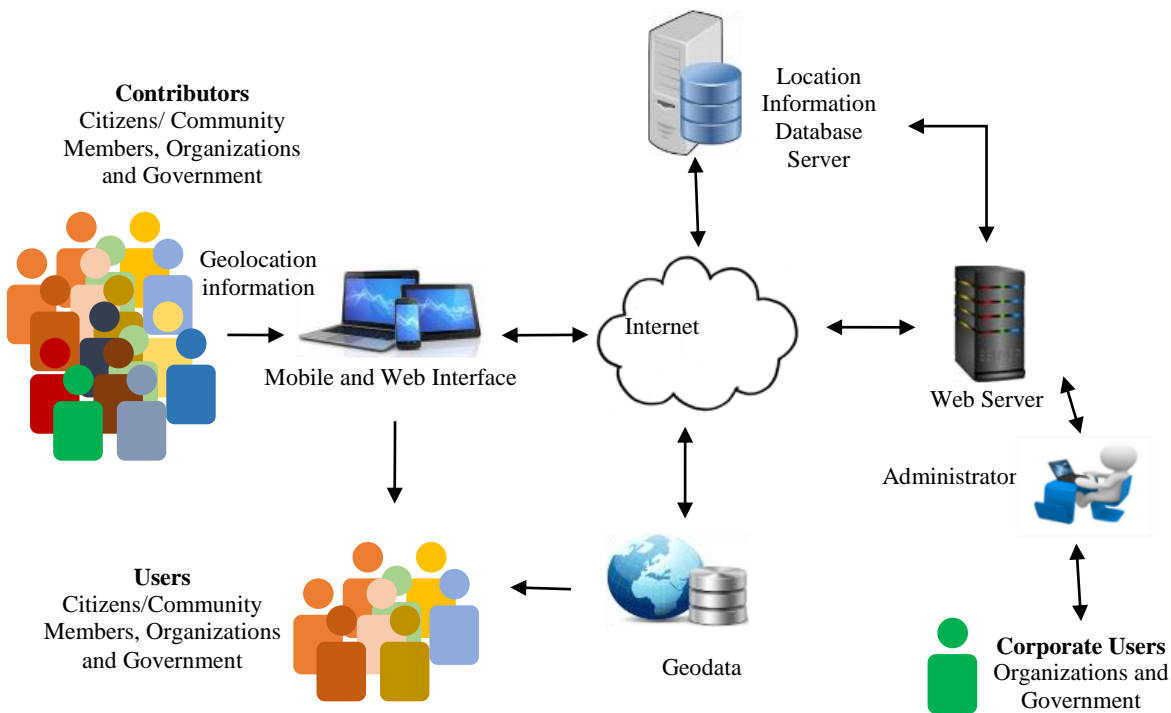 Contributors
Citizens/ Community
Members, Organizations
and Government
Geolocation
information
Mobile and Web Interface
Location
Information
Database
Server
Internet
Web Server
Administrator
Users
Citizens/Community
Members, Organizations
and Government
Geodata
Corporate Users
Organizations and
Government